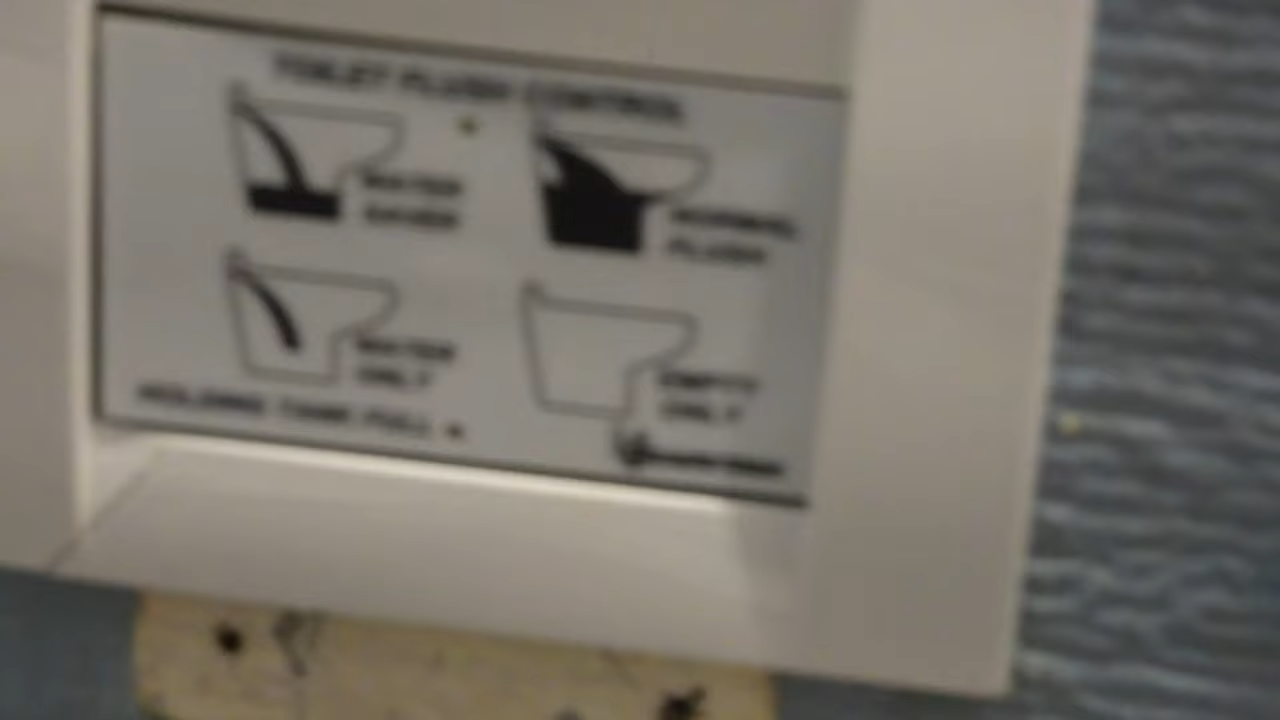 TOILET FLUSH CONTROL
WATER
SAVER
NORMAL
FLUSH
WATER
ONLY
EMPTY
ONLY
HOLDING TANK FULL